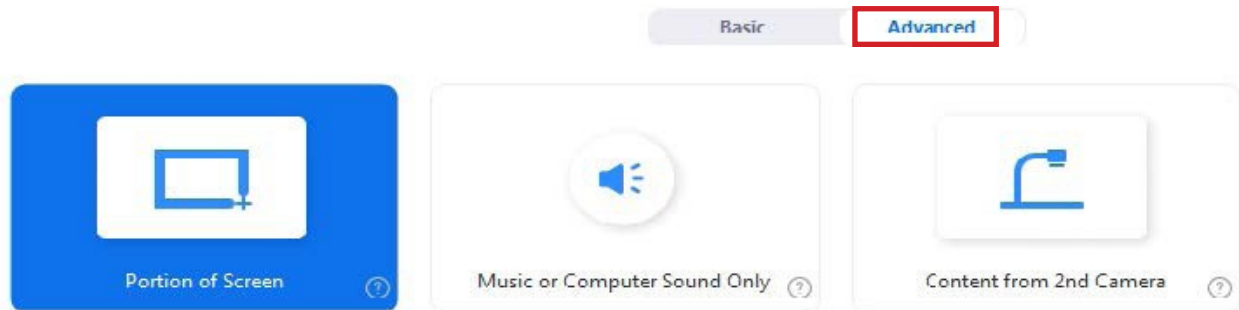 Basic Advanced
Portion of Screen ? Music or Computer Sound Only ? Content from 2nd Camera ?